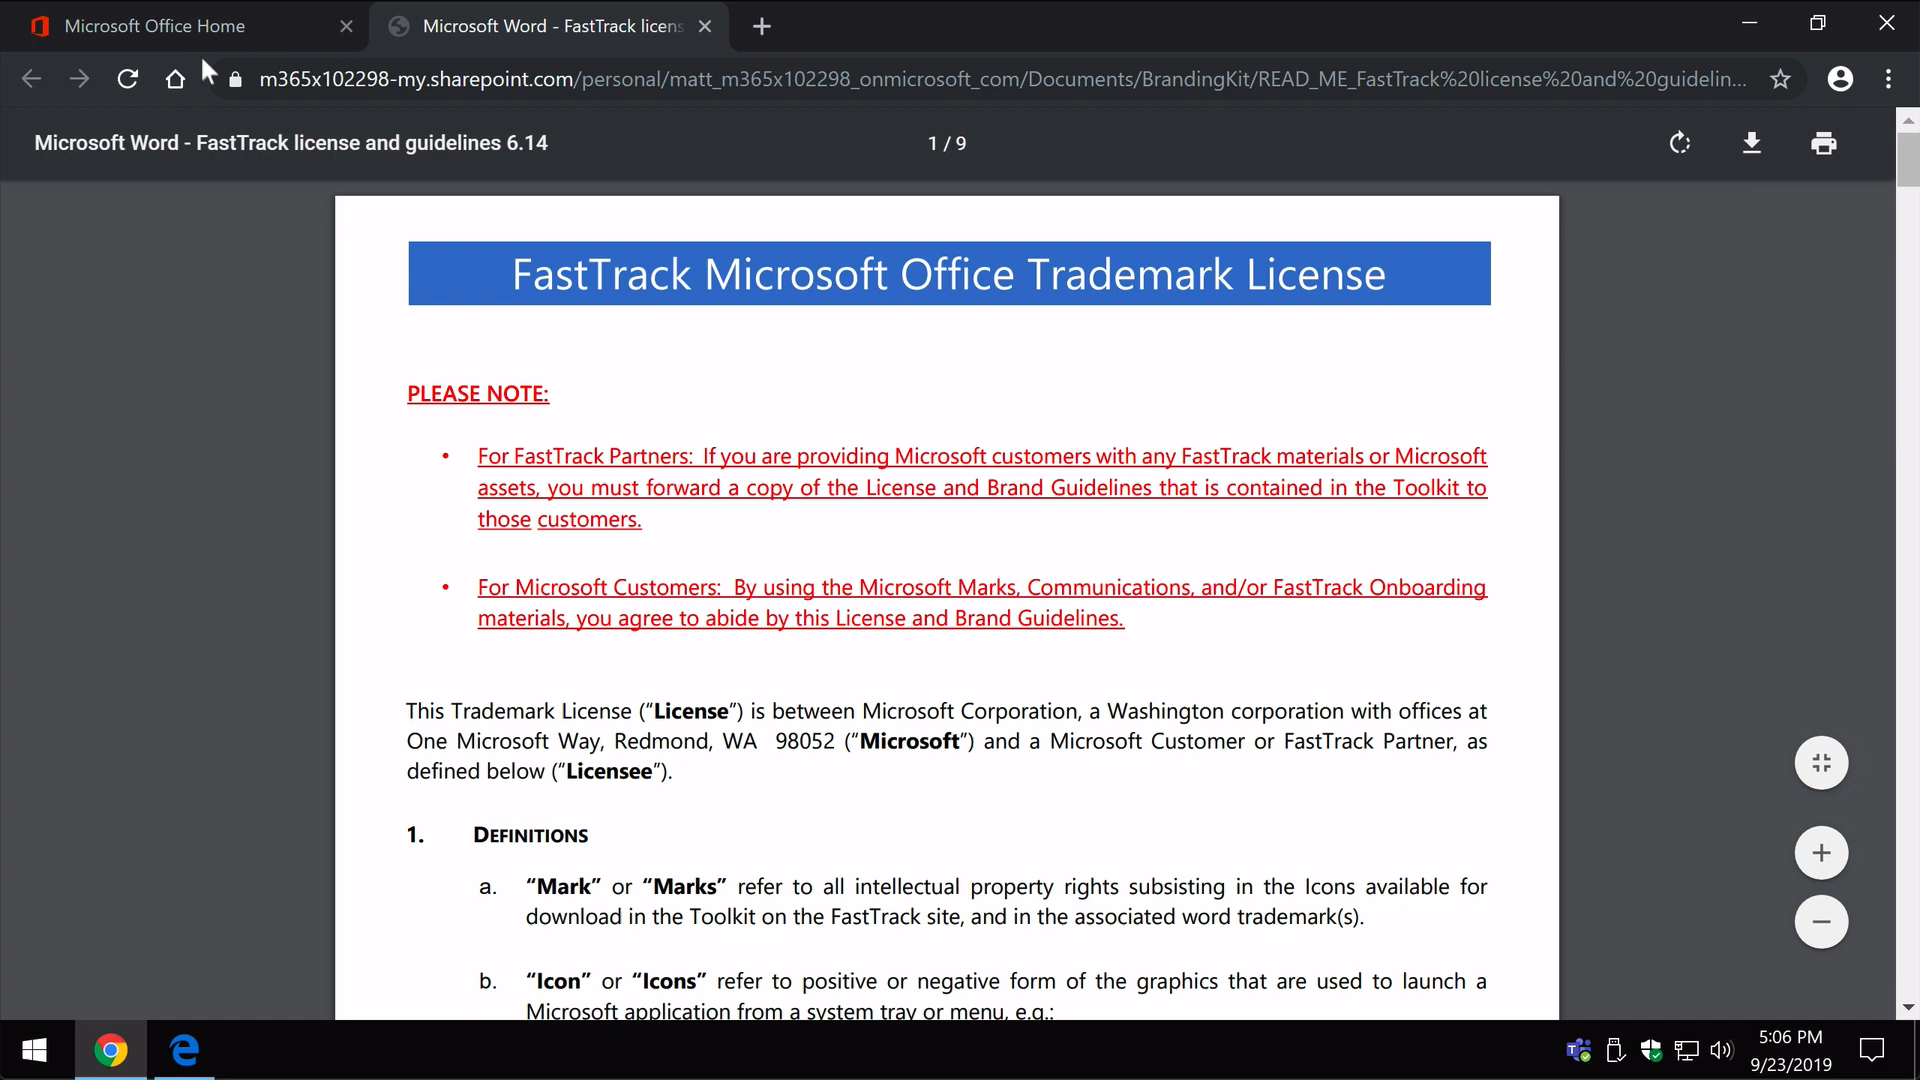 Microsoft Office Home
Microsoft Word - FastTrack licens
m365x102298-my.sharepoint.com/personal/matt_m365x102298_onmicrosoft_com/Documents/BrandingKit/READ_ME_FastTrack%20license%20and%20guidelin...
Microsoft Word - FastTrack license and guidelines 6.14
1 / 9
FastTrack Microsoft Office Trademark License
PLEASE NOTE:
• For FastTrack Partners: If you are providing Microsoft customers with any FastTrack materials or Microsoft
assets, you must forward a copy of the License and Brand Guidelines that is contained in the Toolkit to
those customers.
• For Microsoft Customers: By using the Microsoft Marks, Communications, and/or FastTrack Onboarding
materials, you agree to abide by this License and Brand Guidelines.
This Trademark License (“License”) is between Microsoft Corporation, a Washington corporation with offices at
One Microsoft Way, Redmond, WA 98052 (“Microsoft”) and a Microsoft Customer or FastTrack Partner, as
defined below (“Licensee”).
1. DEFINITIONS
a. “Mark” or “Marks” refer to all intellectual property rights subsisting in the Icons available for
download in the Toolkit on the FastTrack site, and in the associated word trademark(s).
b. “Icon” or “Icons” refer to positive or negative form of the graphics that are used to launch a
Microsoft application from a system tray or menu, e.g.:
5:06 PM
9/23/2019